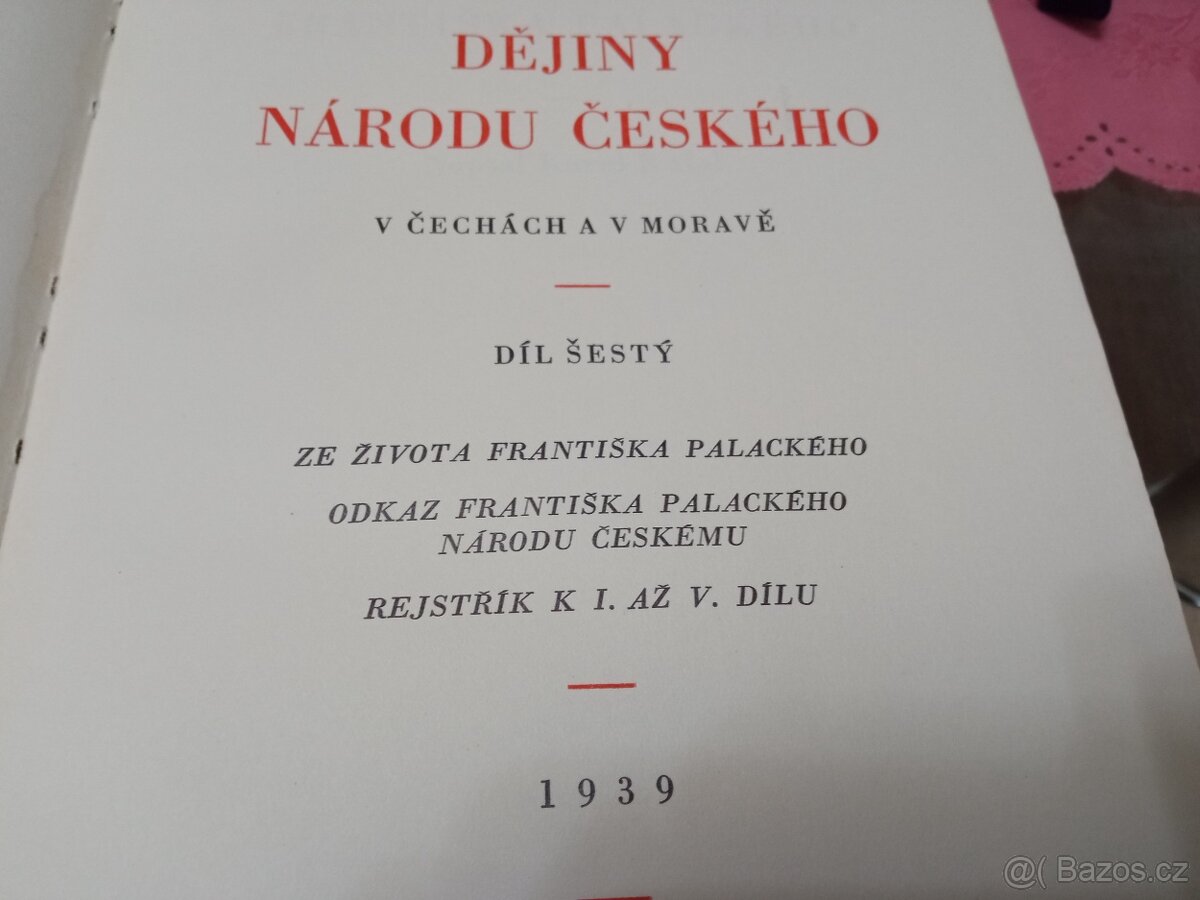 DĚJINY
NÁRODU ČESKÉHO
V ČECHÁCH A V MORAVĚ
DÍL ŠESTÝ
ZE ŽIVOTA FRANTIŠKA PALACKÉHO
ODKAZ FRANTIŠKA PALACKÉHO
NÁRODU ČESKÉMU
REJSTŘÍK K I. AŽ V. DÍLU
1939
@( Bazos.cz